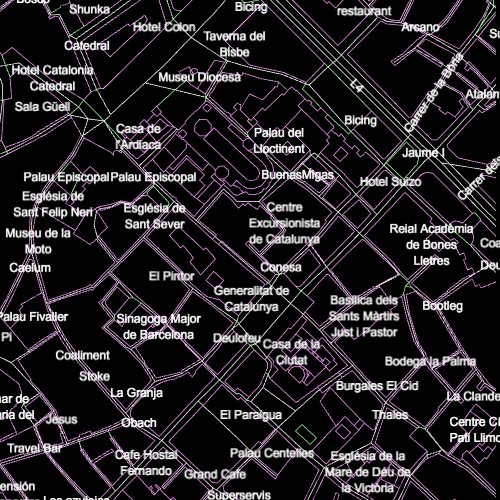 Shunka
Bicing
restaurant
Hotel Colon
Arcano
Catedral
Taverna del
Bisbe
Hotel Catalonia
Catedral
Museu Diocesà
L4
Carrer de la Bòria
Sala Güell
Bicing
Casa de
l'Ardiaca
Palau del
Lloctinent
Jaume I
Palau Episcopal
Palau Episcopal
BuenasMigas
Hotel Suizo
Església de
Sant Felip Neri
Església de
Sant Sever
Centre
Excursionista
de Catalunya
Museu de la
Moto
Reial Acadèmia
de Bones
Lletres
Caelum
Conesa
El Pintor
Generalitat de
Catalunya
Basílica dels
Sants Màrtirs
Just i Pastor
Bootleg
Palau Fivaller
Pi
Sinagoga Major
de Barcelona
Deulofeu
Casa de la
Ciutat
Coaliment
Bodega la Palma
Stoke
Burgales El Cid
La Granja
Jesús
Obach
El Paraigua
Thales
Travel Bar
Cafe Hostal
Fernando
Palau Centelles
Església de la
Mare de Déu de
la Victòria
Grand Cafe
Superservis